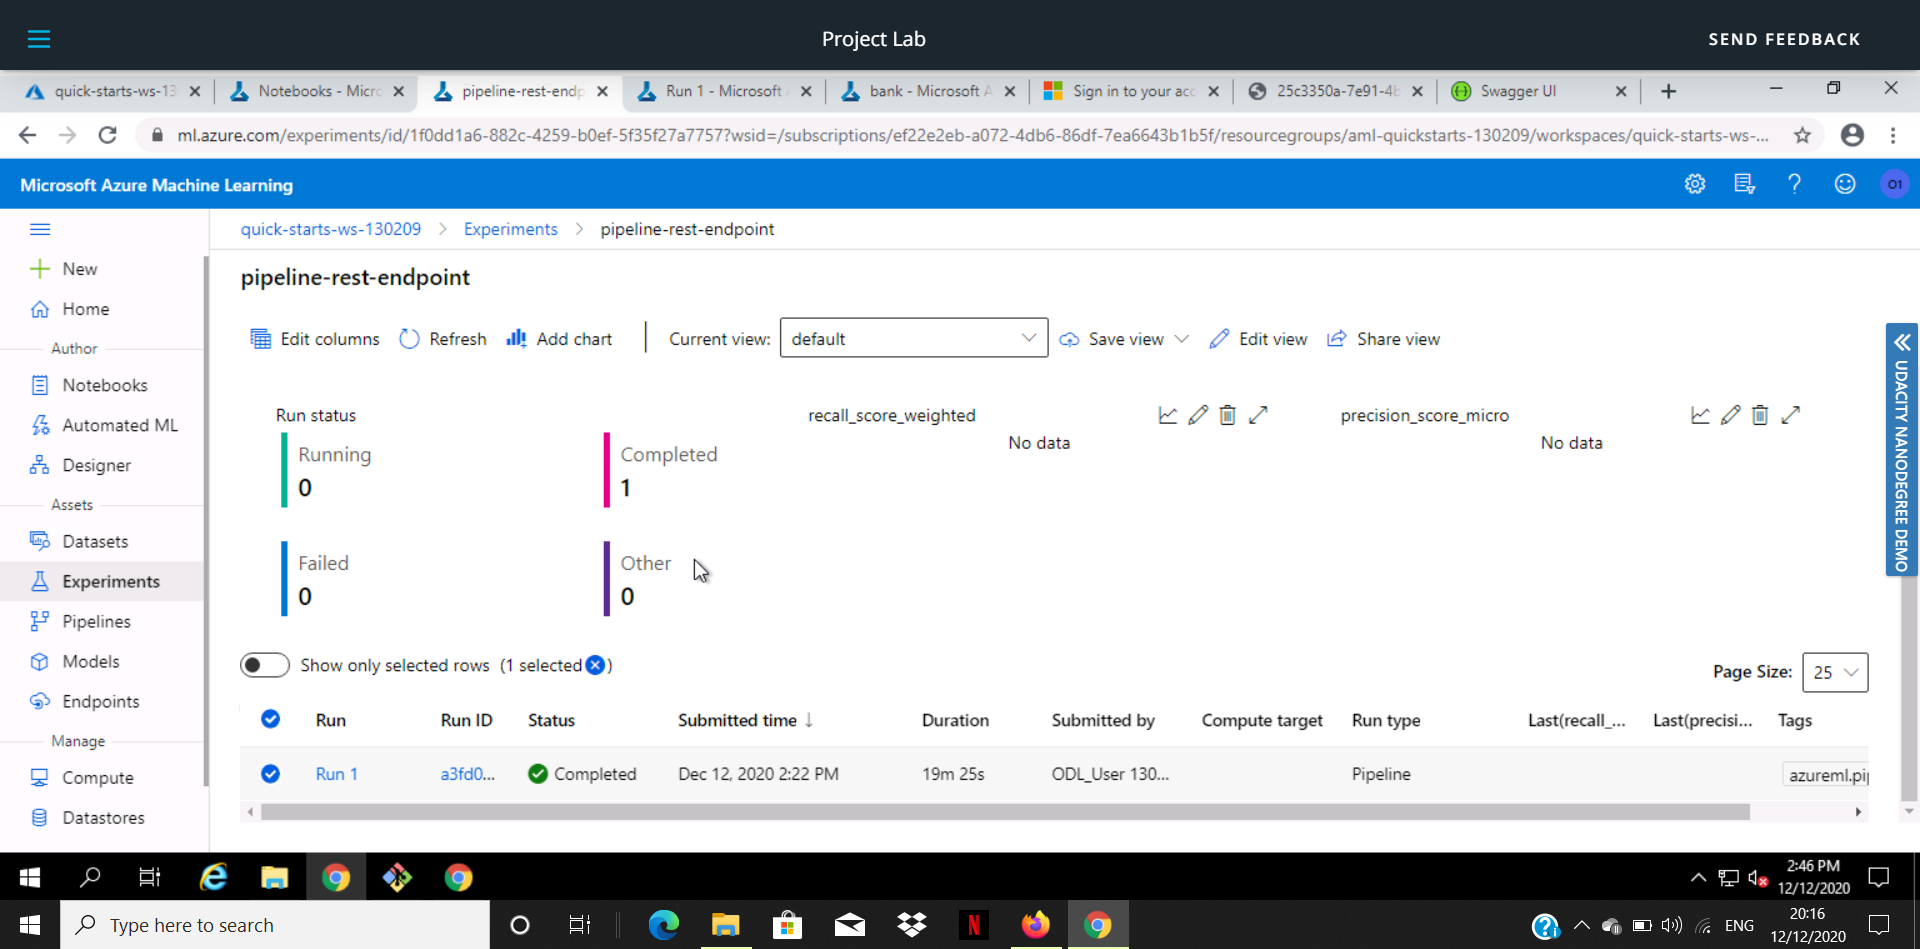 Project Lab
SEND FEEDBACK
quick-starts-ws-13
Notebooks - Micro
pipeline-rest-endp
Run 1 - Microsoft
bank - Microsoft A
Sign in to your acc
25c3350a-7e91-4b
Swagger UI
ml.azure.com/experiments/id/1f0dd1a6-882c-4259-b0ef-5f35f27a7757?wsid=/subscriptions/ef22e2eb-a072-4db6-86df-7ea6643b1b5f/resourcegroups/aml-quickstarts-130209/workspaces/quick-starts-ws-...
Microsoft Azure Machine Learning
O1
quick-starts-ws-130209 > Experiments > pipeline-rest-endpoint
New
Home
Author
Notebooks
Automated ML
Designer
Assets
Datasets
Experiments
Pipelines
Models
Endpoints
Manage
Compute
Datastores
pipeline-rest-endpoint
Edit columns
Refresh
Add chart
Current view:
default
Save view
Edit view
Share view
Run status
Running
0
Completed
1
Failed
0
Other
0
recall_score_weighted
No data
precision_score_micro
No data
UDACITY NANODEGREE DEMO
Show only selected rows (1 selected )
Page Size:
25
Run Run ID Status Submitted time ↓ Duration Submitted by Compute target Run type Last(recall_... Last(precisi... Tags
Run 1 a3fd0... Completed Dec 12, 2020 2:22 PM 19m 25s ODL_User 130... Pipeline azureml.pip
2:46 PM
12/12/2020
Type here to search
ENG
20:16
12/12/2020